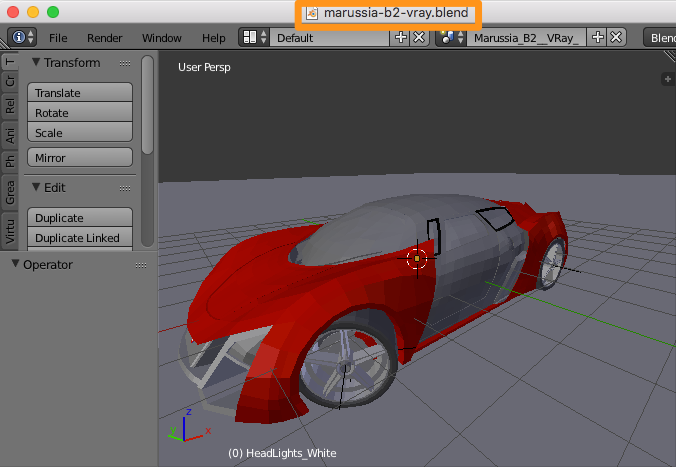 marussia-b2-vray.blend
File Render Window Help Default Marussia_B2__VRay_ Blen
User Persp
T
Cr
Rel
Ani
Ph
Grea
Virtu
Transform
Translate
Rotate
Scale
Mirror
Edit
Duplicate
Duplicate Linked
Operator
z
y x
(0) HeadLights_White